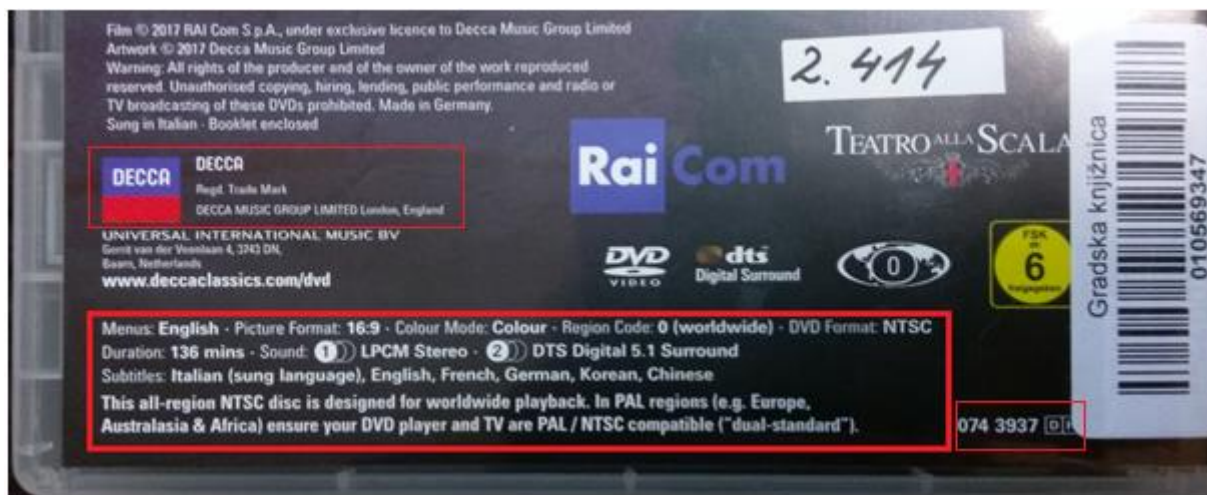 Film © 2017 RAI Com S.p.A., under exclusive licence to Decca Music Group Limited
Artwork © 2017 Decca Music Group Limited
Warning: All rights of the producer and of the owner of the work reproduced
reserved. Unauthorised copying, hiring, lending, public performance and radio or
TV broadcasting of these DVDs prohibited. Made in Germany.
Sung in Italian · Booklet enclosed
2. 414
DECCA
DECCA
Regd. Trade Mark
DECCA MUSIC GROUP LIMITED London, England
Rai Com
TEATRO ALLA SCALA
UNIVERSAL INTERNATIONAL MUSIC BV
Gerrit van der Veenlaan 4, 3743 DN,
Baarn, Netherlands
www.deccaclassics.com/dvd
DVD
VIDEO
dts
Digital Surround
0
FSK
ab
6
freigegeben
Menus: English · Picture Format: 16:9 · Colour Mode: Colour · Region Code: 0 (worldwide) · DVD Format: NTSC
Duration: 136 mins · Sound: 1 LPCM Stereo · 2 DTS Digital 5.1 Surround
Subtitles: Italian (sung language), English, French, German, Korean, Chinese
This all-region NTSC disc is designed for worldwide playback. In PAL regions (e.g. Europe,
Australasia & Africa) ensure your DVD player and TV are PAL / NTSC compatible ("dual-standard").
074 3937 D
Gradska knjižnica
010569347